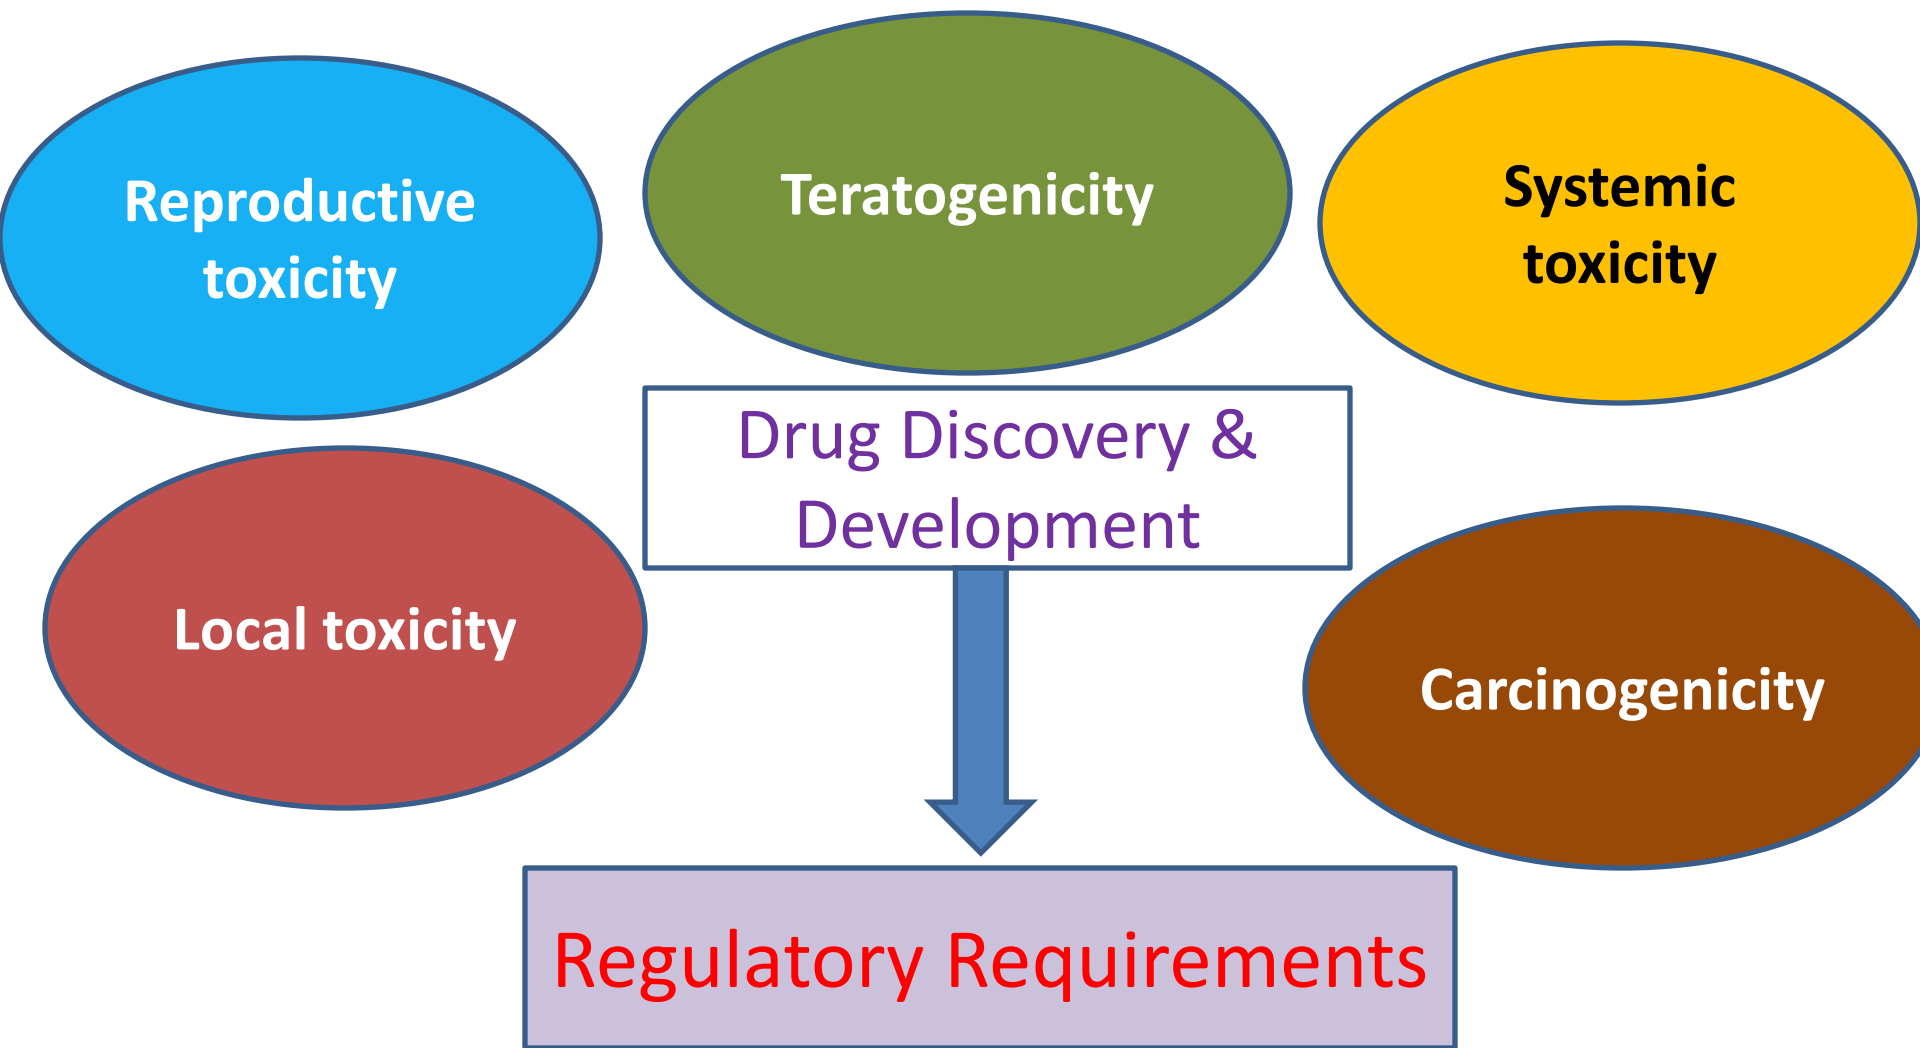 Reproductive
toxicity
Teratogenicity
Systemic
toxicity
Drug Discovery &
Development
Local toxicity
Carcinogenicity
Regulatory Requirements